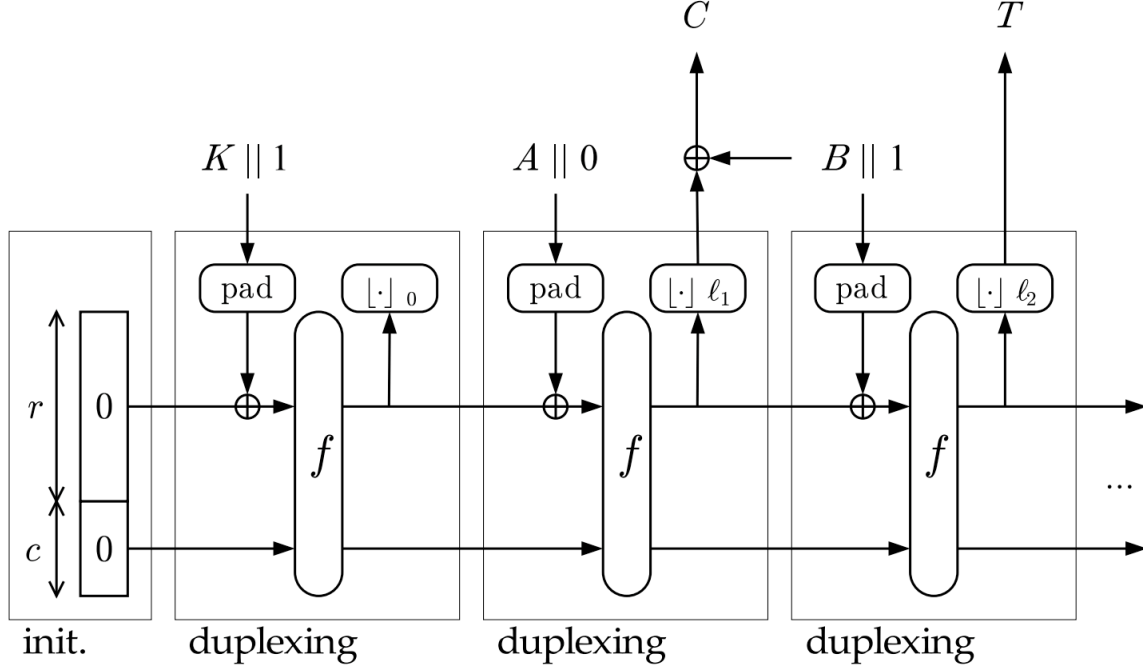 C T
K || 1 A || 0 B || 1
pad ⌊·⌋ 0 pad ⌊·⌋ ℓ1 pad ⌊·⌋ ℓ2
r 0
f f f
...
c 0
init. duplexing duplexing duplexing